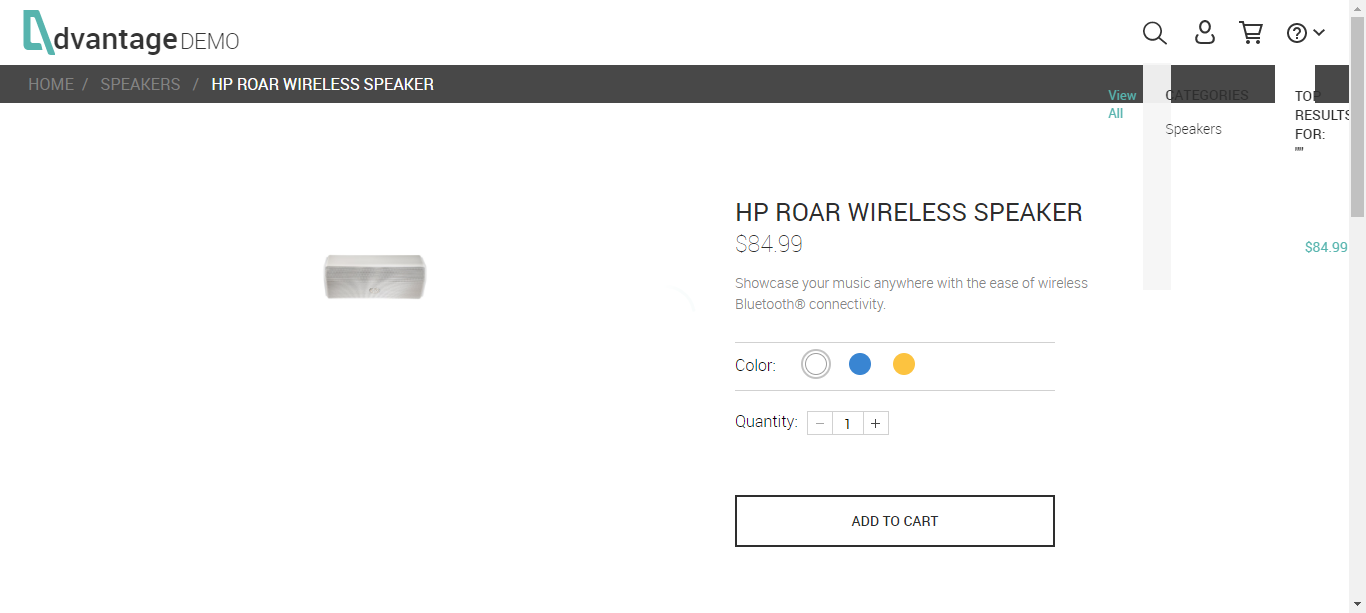 dvantage DEMO
HOME / SPEAKERS / HP ROAR WIRELESS SPEAKER
View
All
CATEGORIES
Speakers
TOP
RESULTS
FOR:
""
$84.99
HP ROAR WIRELESS SPEAKER
$84.99
Showcase your music anywhere with the ease of wireless
Bluetooth® connectivity.
Color:
Quantity: − 1 +
ADD TO CART